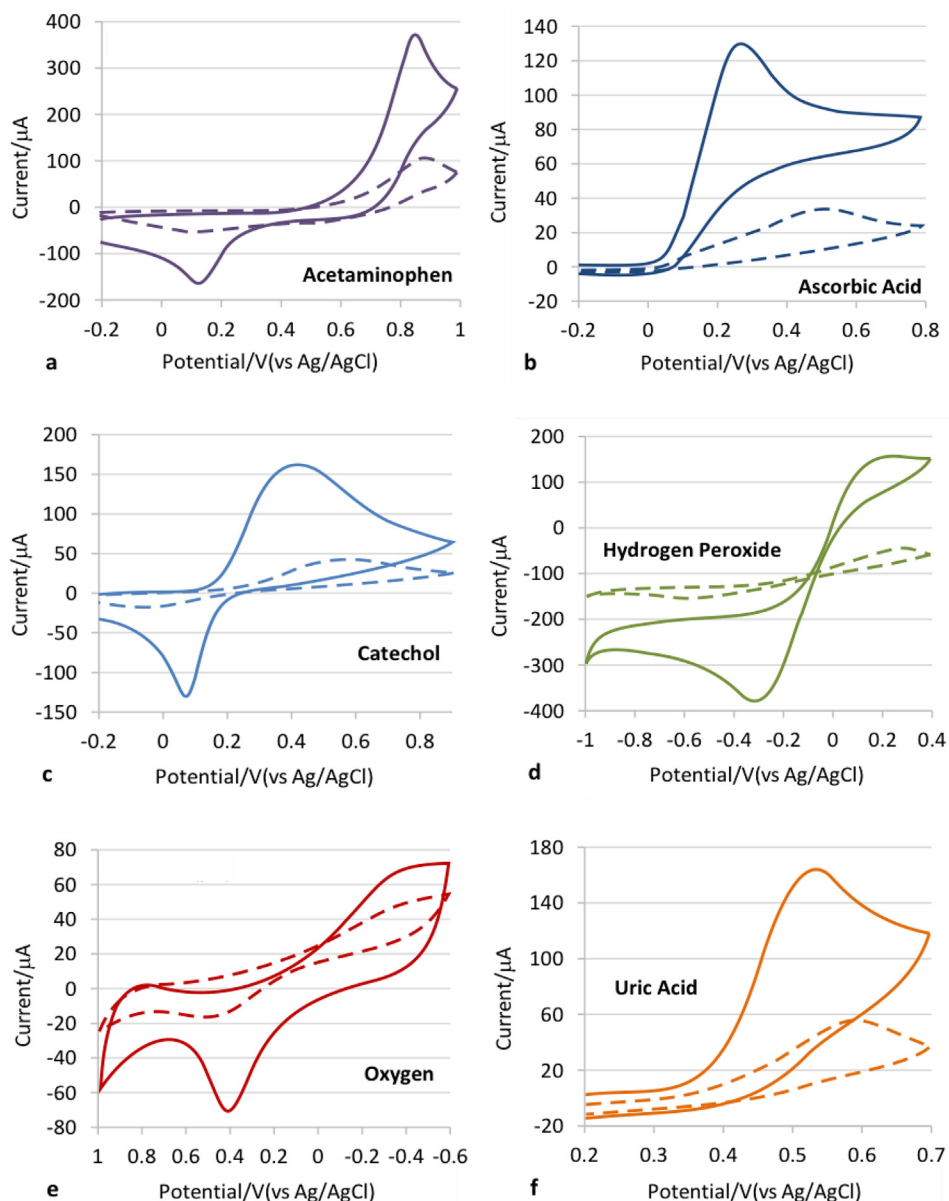 400
300
200
100
0
-100
-200
Current/µA
Acetaminophen
-0.2 0 0.2 0.4 0.6 0.8 1
Potential/V(vs Ag/AgCl)
a
140
120
100
80
60
40
20
0
-20
Current/µA
Ascorbic Acid
-0.2 0 0.2 0.4 0.6 0.8
Potential/V(vs Ag/AgCl)
b
200
150
100
50
0
-50
-100
-150
Current/µA
Catechol
-0.2 0 0.2 0.4 0.6 0.8
Potential/V(vs Ag/AgCl)
c
200
100
0
-100
-200
-300
-400
Current/µA
Hydrogen Peroxide
-1 -0.8 -0.6 -0.4 -0.2 0 0.2 0.4
Potential/V(vs Ag/AgCl)
d
80
60
40
20
0
-20
-40
-60
-80
Current/µA
Oxygen
1 0.8 0.6 0.4 0.2 0 -0.2 -0.4 -0.6
Potential/V(vs Ag/AgCl)
e
180
140
100
60
20
-20
Current/µA
Uric Acid
0.2 0.3 0.4 0.5 0.6 0.7
Potential/V(vs Ag/AgCl)
f